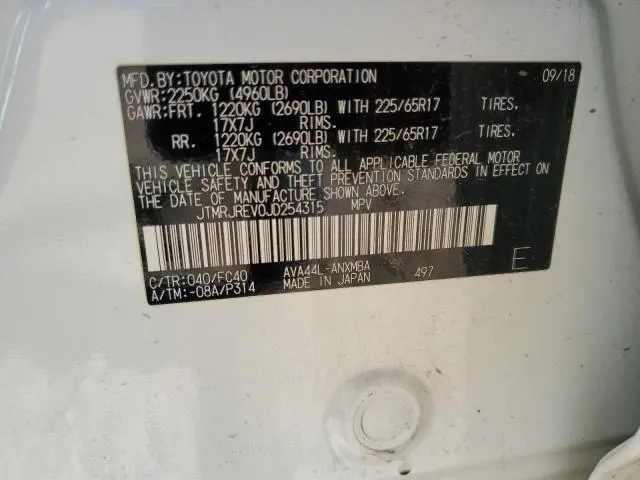 MFD.BY:TOYOTA MOTOR CORPORATION 09/18
GVWR:2250KG (4960LB)
GAWR:FRT. 1220KG (2690LB) WITH 225/65R17 TIRES.
17X7J RIMS.
RR. 1220KG (2690LB) WITH 225/65R17 TIRES.
17X7J RIMS.
THIS VEHICLE CONFORMS TO ALL APPLICABLE FEDERAL MOTOR
VEHICLE SAFETY AND THEFT PREVENTION STANDARDS IN EFFECT ON
THE DATE OF MANUFACTURE SHOWN ABOVE.
JTMRJREV0JD254315 MPV
C/TR:040/FC40 AVA44L-ANXMBA 497 E
A/TM:-08A/P314 MADE IN JAPAN